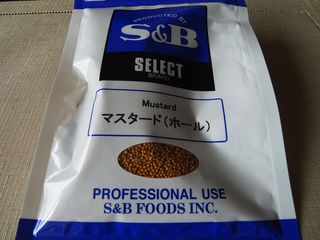 PRODUCED BY
S&B
SELECT
BRAND
Mustard
マスタード(ホール)
PROFESSIONAL USE
S&B FOODS INC.